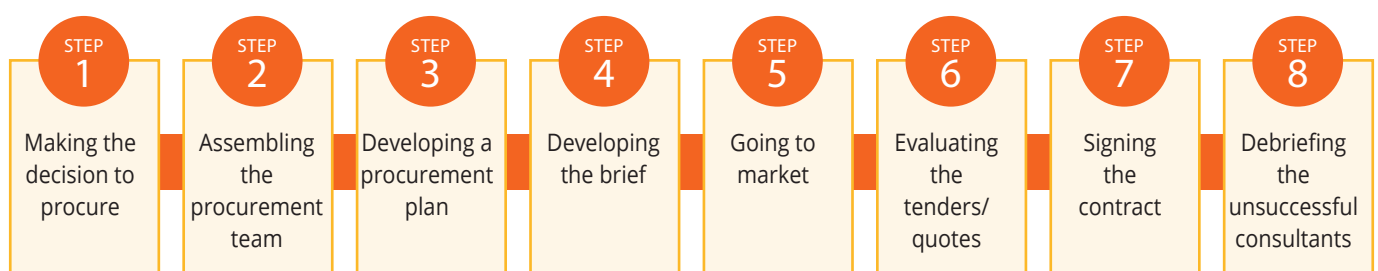 STEP
1
Making the
decision to
procure
STEP
2
Assembling
the
procurement
team
STEP
3
Developing a
procurement
plan
STEP
4
Developing
the brief
STEP
5
Going to
market
STEP
6
Evaluating
the
tenders/
quotes
STEP
7
Signing
the
contract
STEP
8
Debriefing
the
unsuccessful
consultants